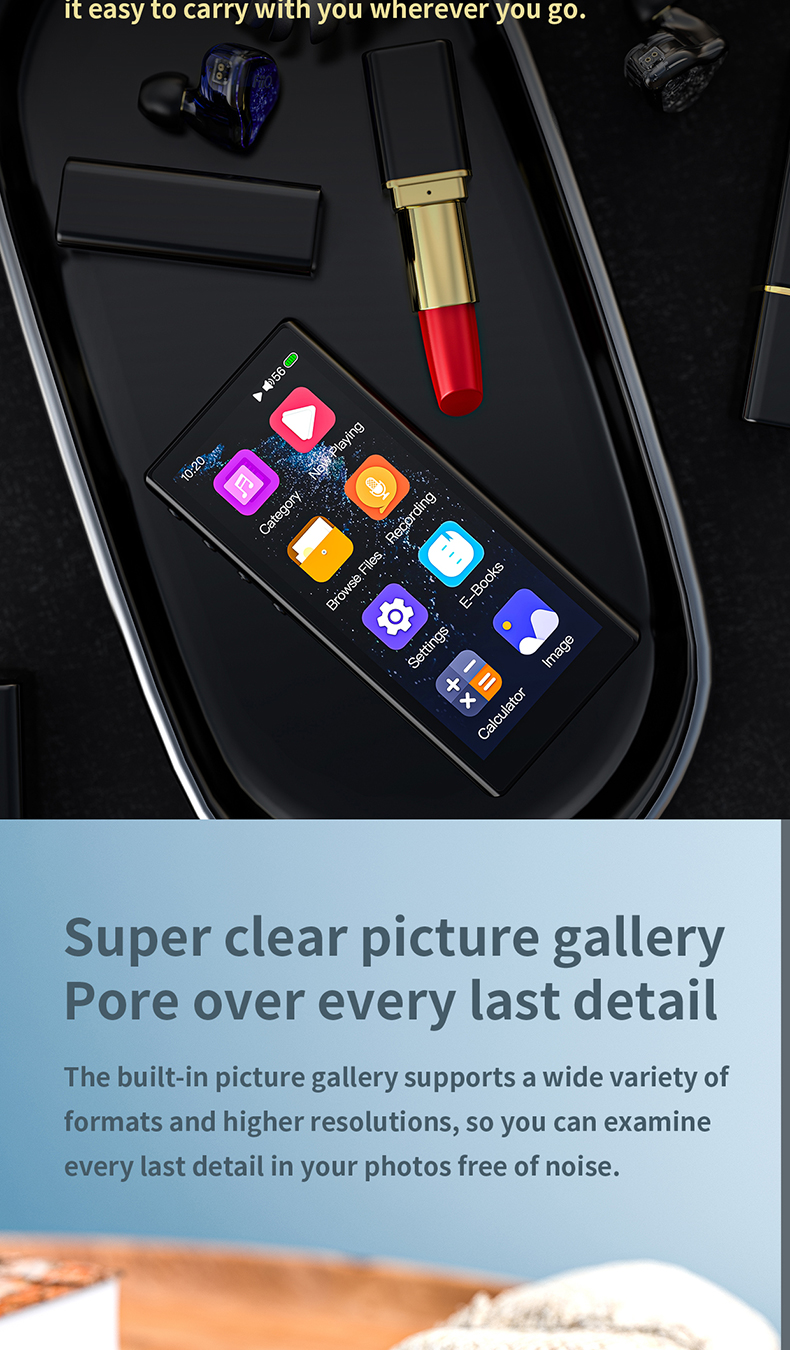 it easy to carry with you wherever you go.
10:20
56
Category
Now Playing
Browse Files
Recording
Settings
E-Books
Calculator
Image
Super clear picture gallery
Pore over every last detail
The built-in picture gallery supports a wide variety of
formats and higher resolutions, so you can examine
every last detail in your photos free of noise.